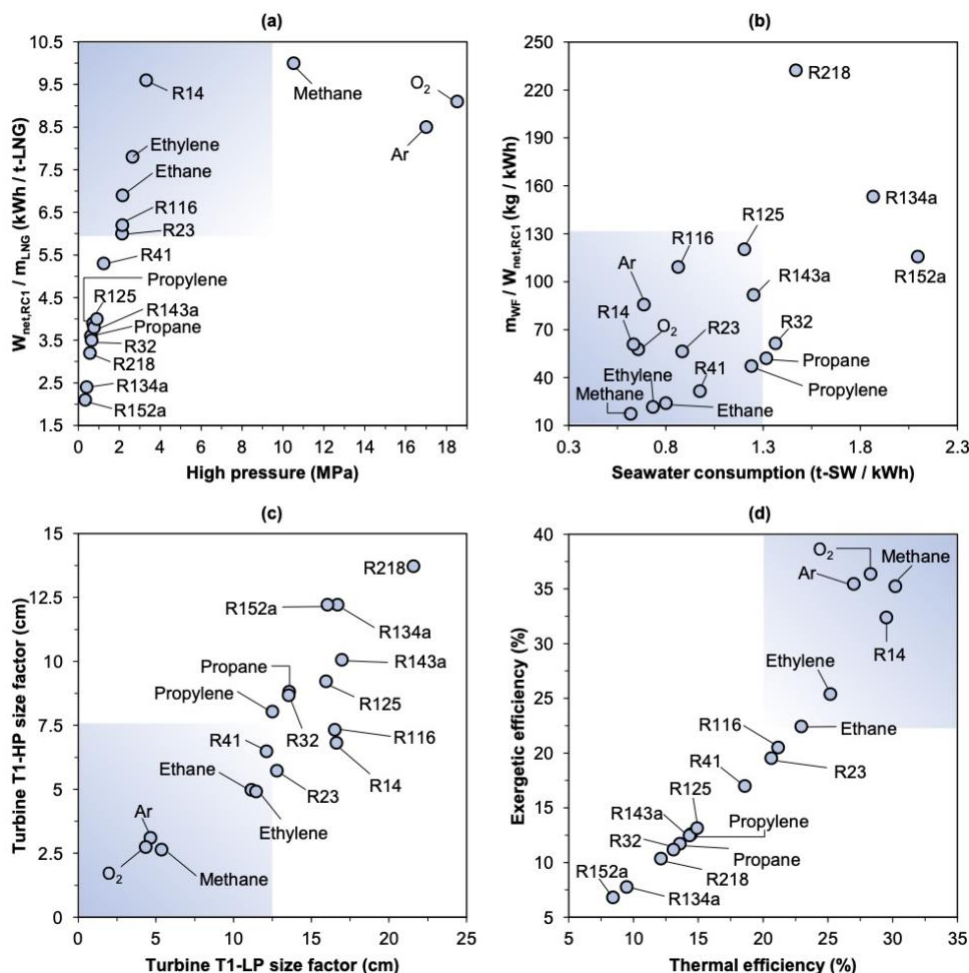 (a)
10.5
9.5
8.5
7.5
6.5
5.5
4.5
3.5
2.5
1.5
W_net,RC1 / m_LNG (kWh / t-LNG)
R14
Methane
O2
Ar
Ethylene
Ethane
R116
R23
R41
Propylene
R125
R143a
Propane
R32
R218
R134a
R152a
0 2 4 6 8 10 12 14 16 18
High pressure (MPa)
(b)
250
220
190
160
130
100
70
40
10
m_WF / W_net,RC1 (kg / kWh)
R218
R134a
R125
R116
R152a
Ar
R143a
R14
O2
R23
R32
R41
Propane
Ethylene
Propylene
Methane
Ethane
0.3 0.8 1.3 1.8 2.3
Seawater consumption (t-SW / kWh)
(c)
15
12.5
10
7.5
5
2.5
0
Turbine T1-HP size factor (cm)
R218
R152a
R134a
R143a
Propane
R125
Propylene
R32
R116
R41
R14
Ethane
R23
Ethylene
Ar
O2
Methane
0 5 10 15 20 25
Turbine T1-LP size factor (cm)
(d)
40
35
30
25
20
15
10
5
Exergetic efficiency (%)
O2
Methane
Ar
R14
Ethylene
R116
Ethane
R41
R23
R125
R143a
Propylene
R32
Propane
R152a
R218
R134a
5 10 15 20 25 30 35
Thermal efficiency (%)